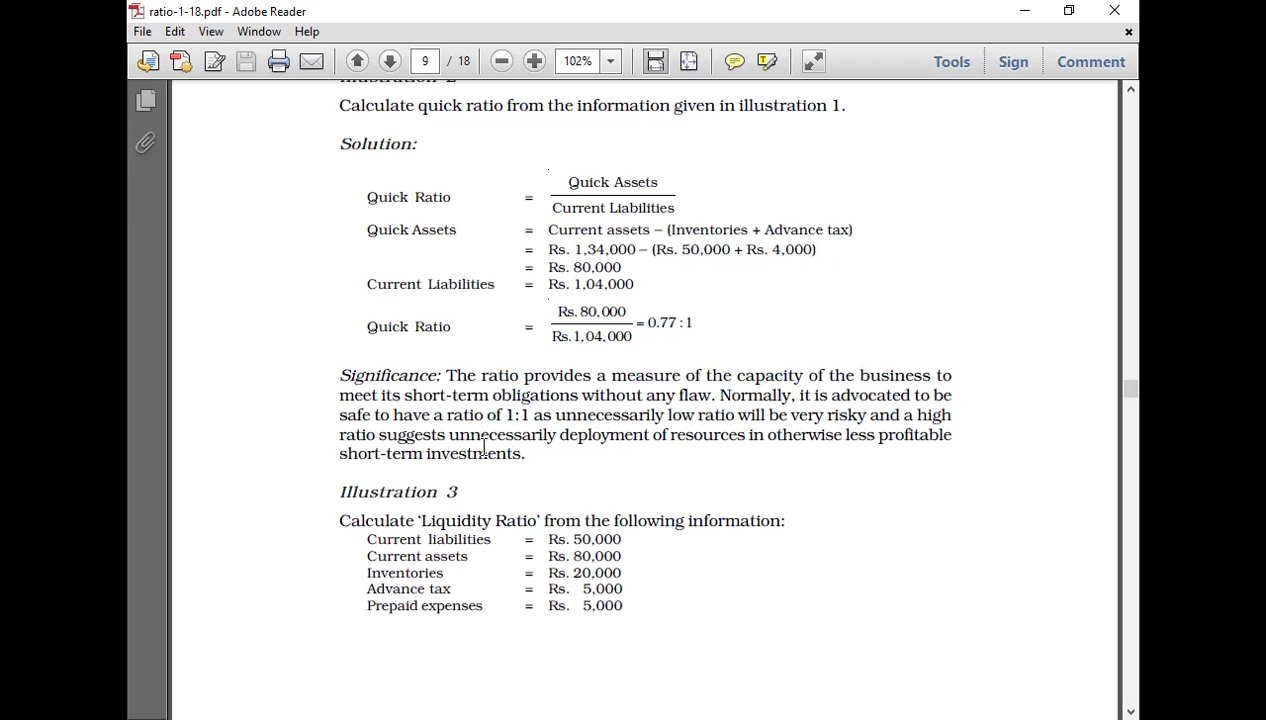 ratio-1-18.pdf - Adobe Reader
File Edit View Window Help
9 / 18 102% Tools Sign Comment
Illustration 2
Calculate quick ratio from the information given in illustration 1.
Solution:
Quick Ratio = Quick Assets
Current Liabilities
Quick Assets = Current assets – (Inventories + Advance tax)
= Rs. 1,34,000 – (Rs. 50,000 + Rs. 4,000)
= Rs. 80,000
Current Liabilities = Rs. 1,04,000
Quick Ratio = Rs. 80,000
Rs. 1,04,000 = 0.77 : 1
Significance: The ratio provides a measure of the capacity of the business to
meet its short-term obligations without any flaw. Normally, it is advocated to be
safe to have a ratio of 1:1 as unnecessarily low ratio will be very risky and a high
ratio suggests unnecessarily deployment of resources in otherwise less profitable
short-term investments.
Illustration 3
Calculate ‘Liquidity Ratio’ from the following information:
Current liabilities = Rs. 50,000
Current assets = Rs. 80,000
Inventories = Rs. 20,000
Advance tax = Rs. 5,000
Prepaid expenses = Rs. 5,000